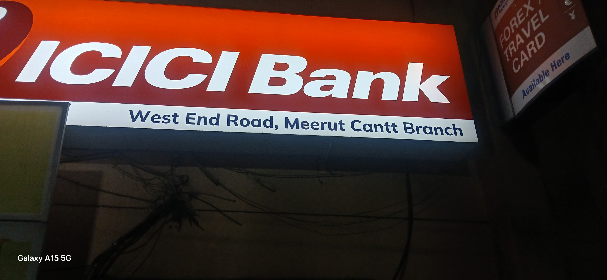 ICICI Bank
West End Road, Meerut Cantt Branch
FOREX /
TRAVEL
CARD
Available Here
Galaxy A15 5G